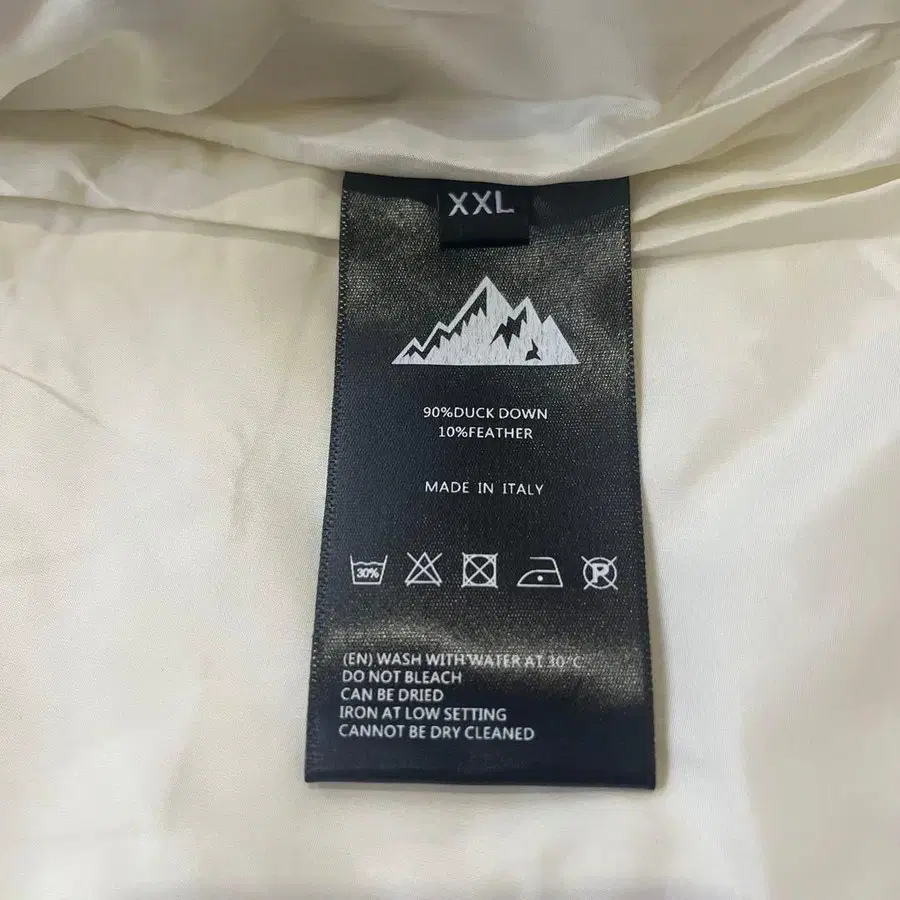 XXL
90%DUCK DOWN
10%FEATHER
MADE IN ITALY
30% P
(EN) WASH WITH WATER AT 30°C
DO NOT BLEACH
CAN BE DRIED
IRON AT LOW SETTING
CANNOT BE DRY CLEANED